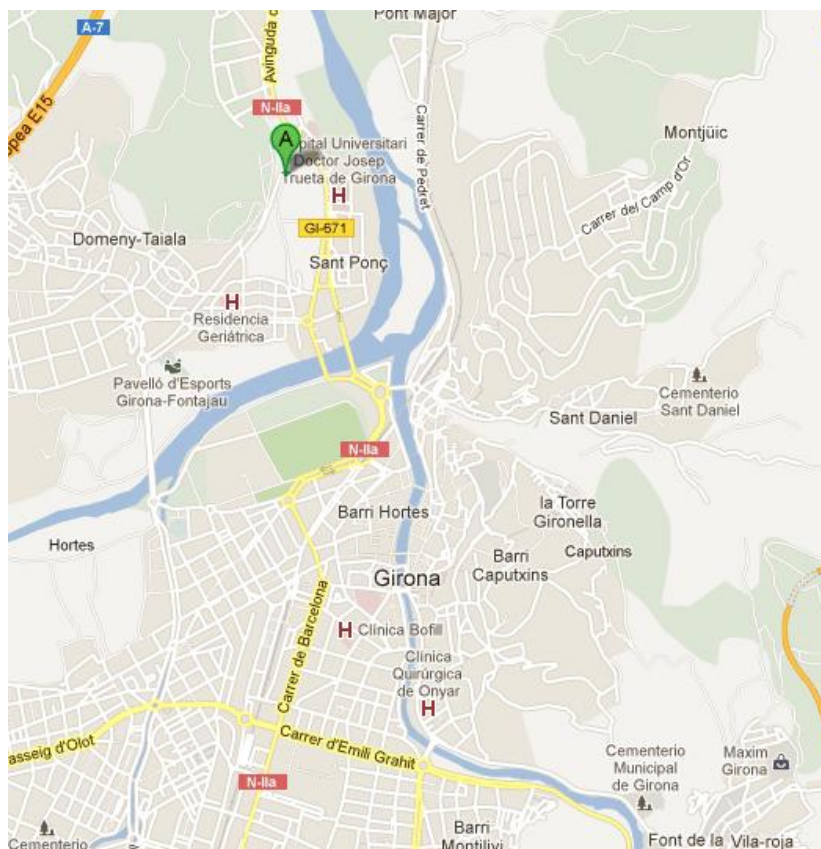 Pont Major
A-7
Avinguda d
N-IIa
opea E15
A
pital Universitari
Doctor Josep
Trueta de Girona
H
Carrer de Pedret
Montjüic
Carrer del Camp d'Or
GI-571
Domeny-Taiala
Sant Ponç
H
Residencia
Geriátrica
Pavelló d'Esports
Girona-Fontajau
Cementerio
Sant Daniel
Sant Daniel
N-IIa
la Torre
Gironella
Barri Hortes
Hortes
Barri
Caputxins
Caputxins
Girona
Carrer de Barcelona
H
Clínica Bofill
Clínica
Quirúrgica
de Onyar
H
asseig d'Olot
Carrer d'Emili Grahit
Cementerio
Municipal
de Girona
Maxim
Girona
N-IIa
Cementerio
Barri
Montilivi
Font de la Vila-roja